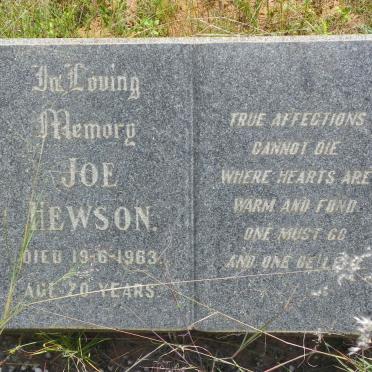 In Loving
Memory
JOE
HEWSON.
DIED 19-6-1963.
AGE 70 YEARS.
TRUE AFFECTIONS
CANNOT DIE
WHERE HEARTS ARE
WARM AND FOND
ONE MUST GO
AND ONE